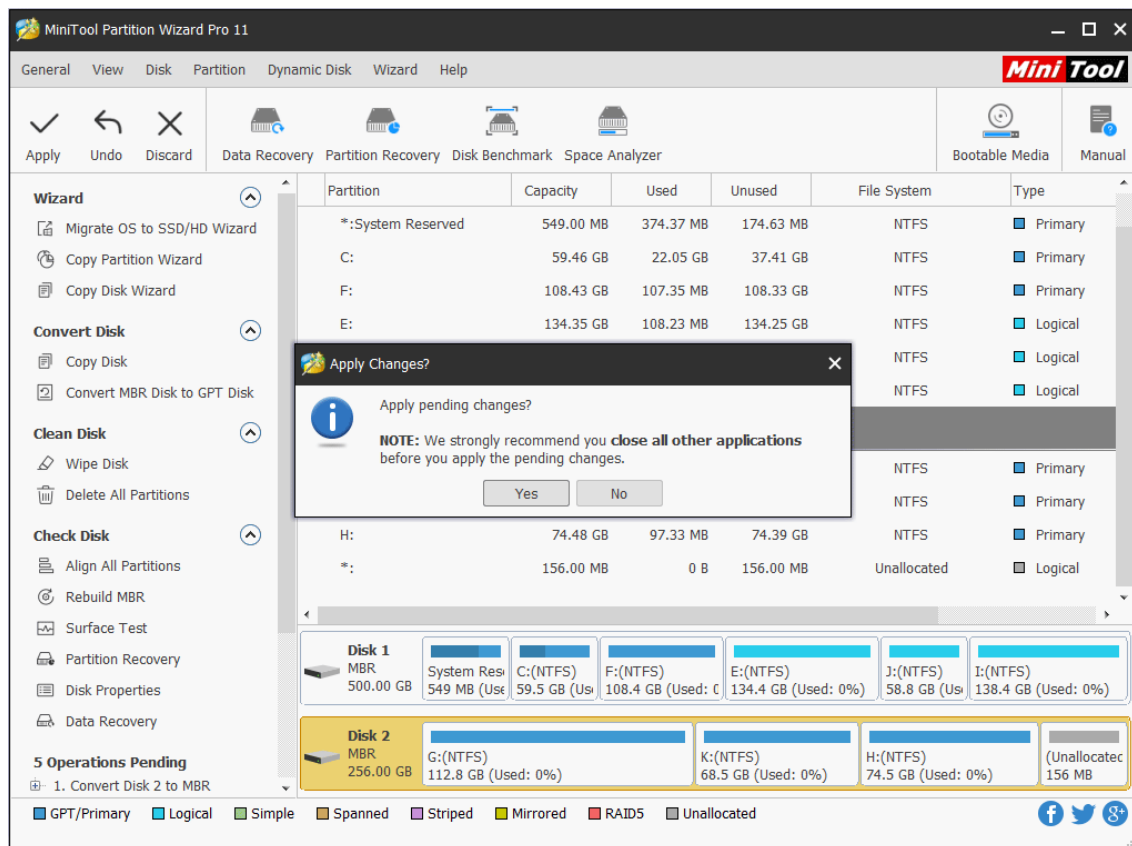 MiniTool Partition Wizard Pro 11
General View Disk Partition Dynamic Disk Wizard Help
Mini Tool
Apply Undo Discard Data Recovery Partition Recovery Disk Benchmark Space Analyzer Bootable Media Manual
Wizard
Migrate OS to SSD/HD Wizard
Copy Partition Wizard
Copy Disk Wizard
Convert Disk
Copy Disk
Convert MBR Disk to GPT Disk
Clean Disk
Wipe Disk
Delete All Partitions
Check Disk
Align All Partitions
Rebuild MBR
Surface Test
Partition Recovery
Disk Properties
Data Recovery
5 Operations Pending
1. Convert Disk 2 to MBR
Partition Capacity Used Unused File System Type
*:System Reserved 549.00 MB 374.37 MB 174.63 MB NTFS Primary
C: 59.46 GB 22.05 GB 37.41 GB NTFS Primary
F: 108.43 GB 107.35 MB 108.33 GB NTFS Primary
E: 134.35 GB 108.23 MB 134.25 GB NTFS Logical
NTFS Logical
NTFS Logical
NTFS Primary
NTFS Primary
H: 74.48 GB 97.33 MB 74.39 GB NTFS Primary
*: 156.00 MB 0 B 156.00 MB Unallocated Logical
Apply Changes?
Apply pending changes?
NOTE: We strongly recommend you close all other applications
before you apply the pending changes.
Yes No
Disk 1
MBR
500.00 GB
System Rese
549 MB (Use
C:(NTFS)
59.5 GB (Us
F:(NTFS)
108.4 GB (Used: 0
E:(NTFS)
134.4 GB (Used: 0%)
J:(NTFS)
58.8 GB (Us
I:(NTFS)
138.4 GB (Used: 0%)
Disk 2
MBR
256.00 GB
G:(NTFS)
112.8 GB (Used: 0%)
K:(NTFS)
68.5 GB (Used: 0%)
H:(NTFS)
74.5 GB (Used: 0%)
(Unallocatec
156 MB
GPT/Primary Logical Simple Spanned Striped Mirrored RAID5 Unallocated